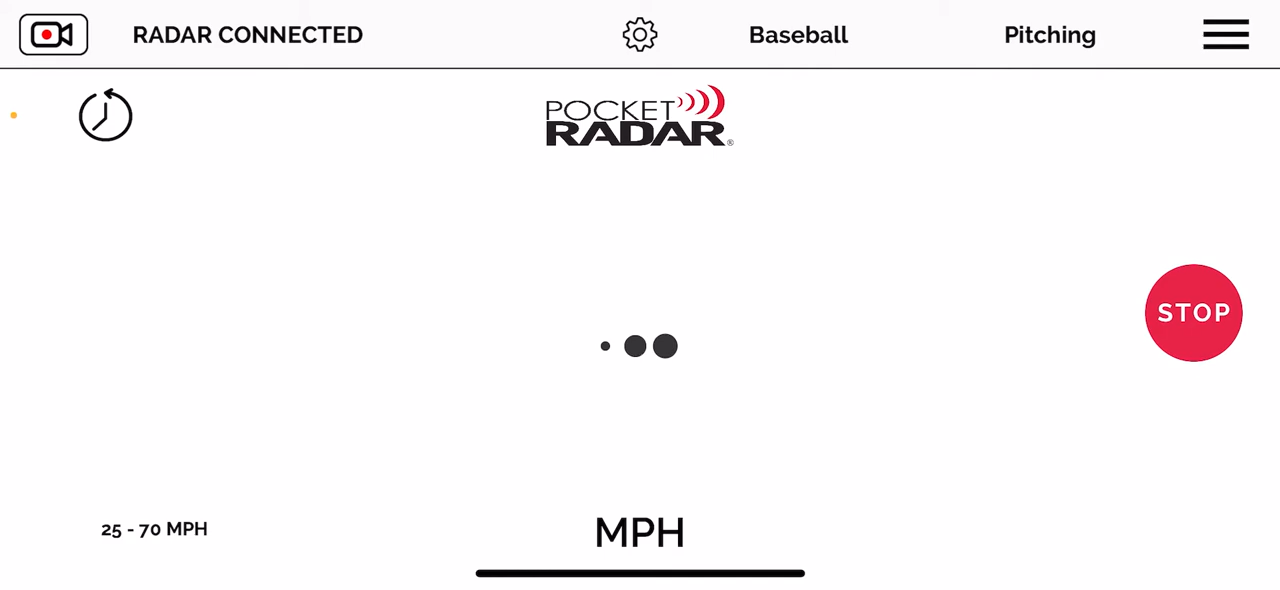 RADAR CONNECTED
Baseball
Pitching
POCKET
RADAR®
STOP
25 - 70 MPH
MPH